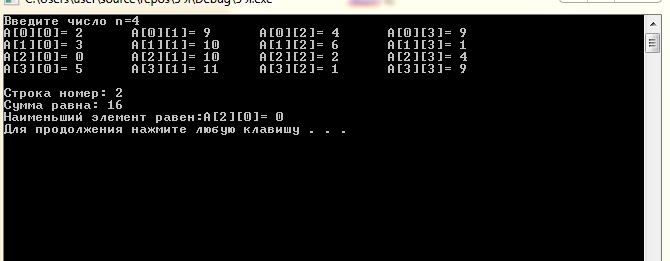 Введите число n=4
A[0][0]= 2 A[0][1]= 9 A[0][2]= 4 A[0][3]= 9
A[1][0]= 3 A[1][1]= 10 A[1][2]= 6 A[1][3]= 1
A[2][0]= 0 A[2][1]= 10 A[2][2]= 2 A[2][3]= 4
A[3][0]= 5 A[3][1]= 11 A[3][2]= 1 A[3][3]= 9
Строка номер: 2
Сумма равна: 16
Наименьший элемент равен:A[2][0]= 0
Для продолжения нажмите любую клавишу . . .